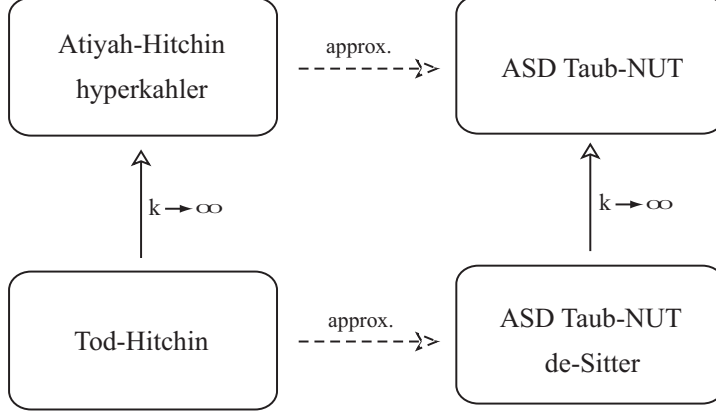 Atiyah-Hitchin
hyperkahler
approx.
ASD Taub-NUT
k → ∞
k → ∞
Tod-Hitchin
approx.
ASD Taub-NUT
de-Sitter